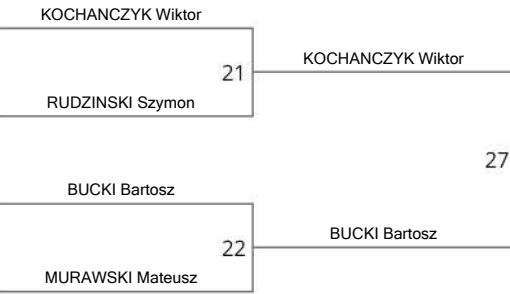 KOCHANCZYK Wiktor
21
KOCHANCZYK Wiktor
RUDZINSKI Szymon
27
BUCKI Bartosz
22
BUCKI Bartosz
MURAWSKI Mateusz